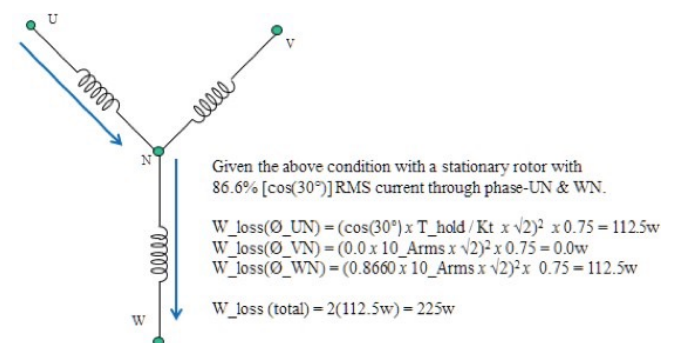 U
V
N
Given the above condition with a stationary rotor with
86.6% [cos(30°)] RMS current through phase-UN & WN.
W_loss(Ø_UN) = (cos(30°) x T_hold / Kt x √2)² x 0.75 = 112.5w
W_loss(Ø_VN) = (0.0 x 10_Arms x √2)² x 0.75 = 0.0w
W_loss(Ø_WN) = (0.8660 x 10_Arms x √2)² x 0.75 = 112.5w
W_loss (total) = 2(112.5w) = 225w
W